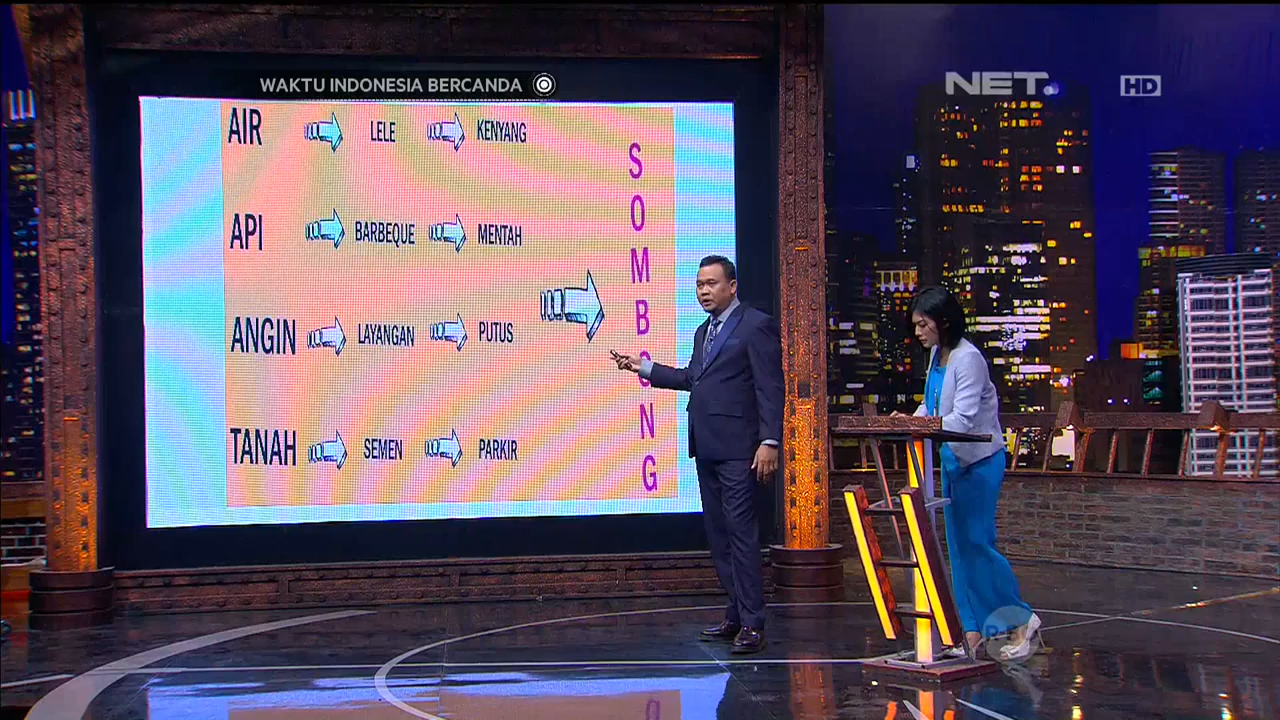 WAKTU INDONESIA BERCANDA
NET.
HD
AIR LELE KENYANG
API BARBEQUE MENTAH
ANGIN LAYANGAN PUTUS
TANAH SEMEN PARKIR
SOMBONG